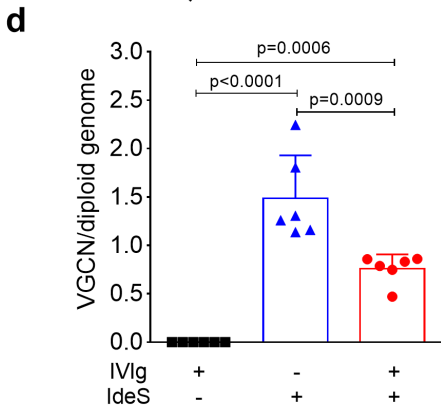 d
p=0.0006
p<0.0001
p=0.0009
VGCN/diploid genome
3.0
2.5
2.0
1.5
1.0
0.5
0.0
IVIg + - +
IdeS - + +